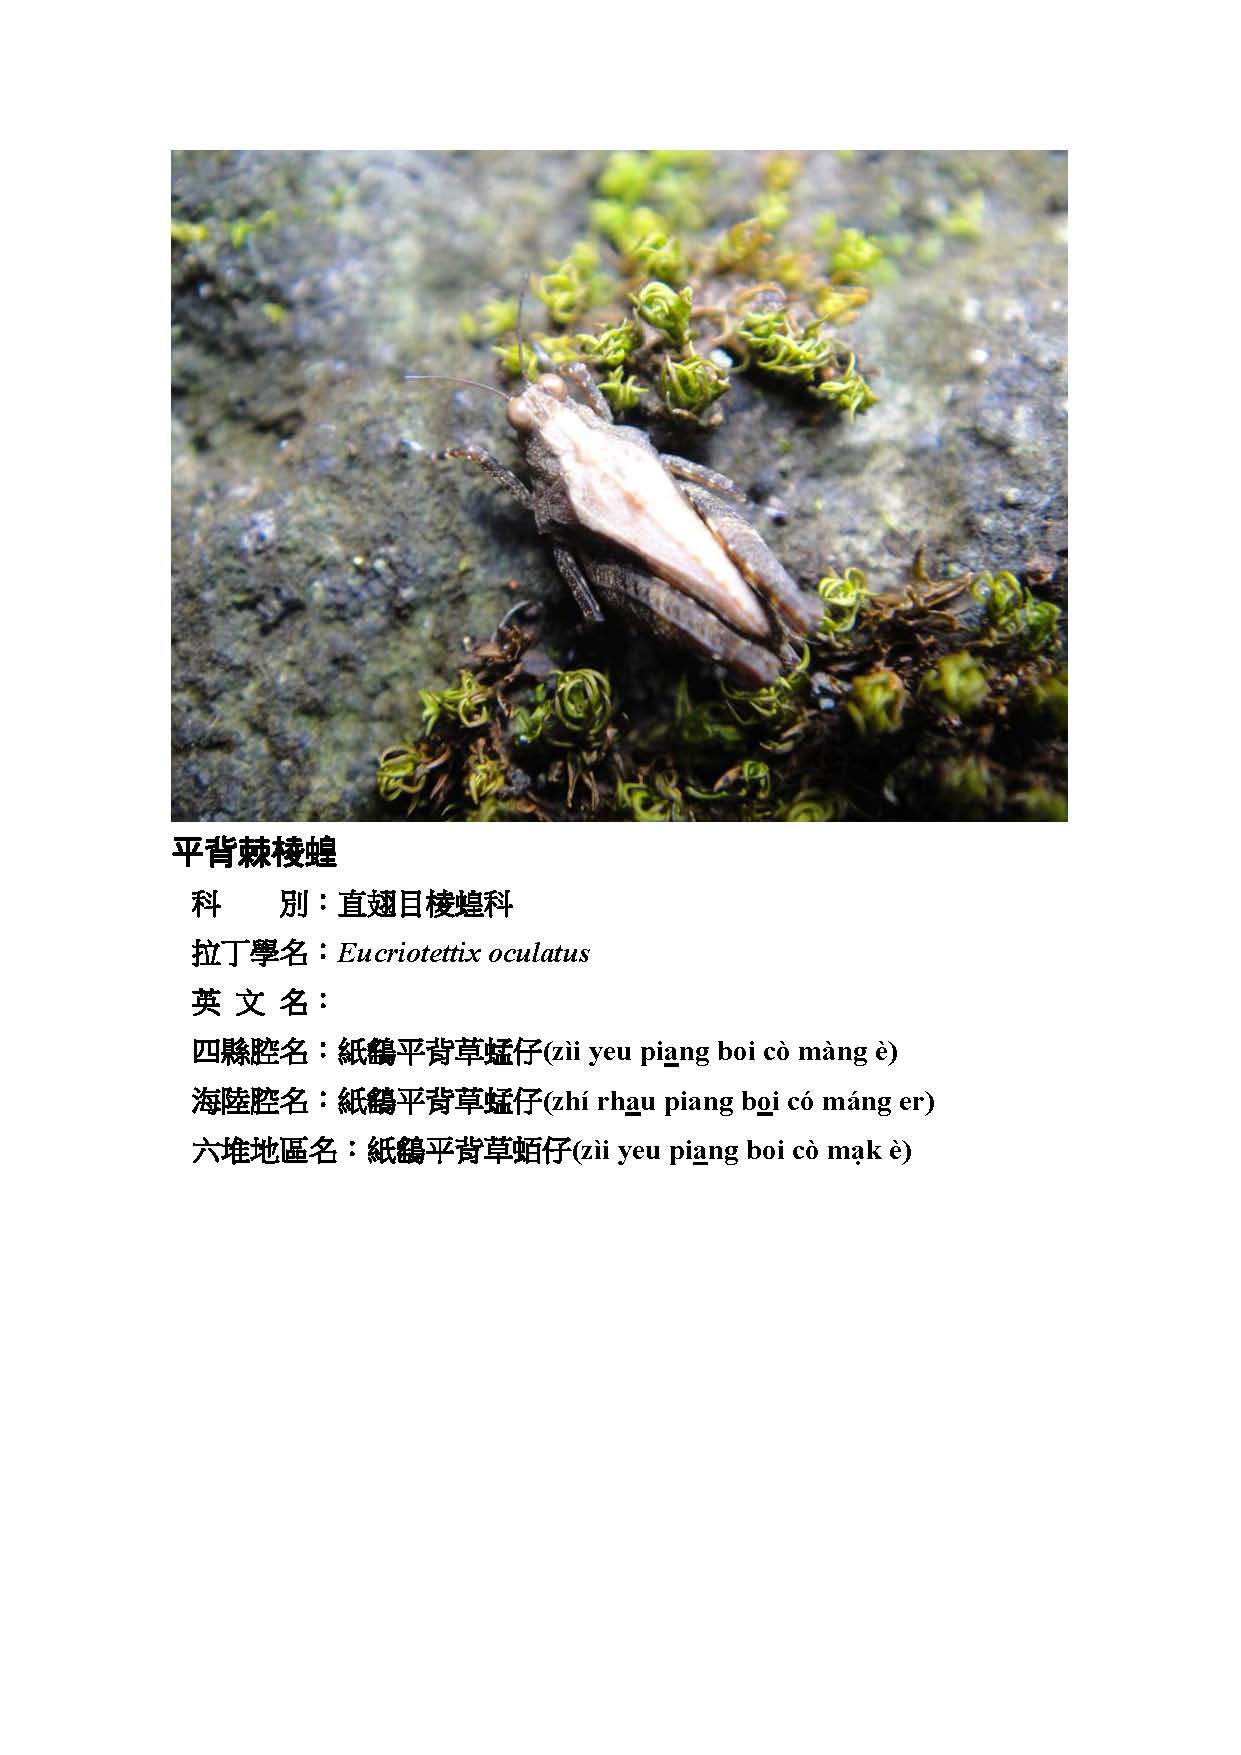 平背棘棱蝗
科　　別：直翅目棱蝗科
拉丁學名：Eucriotettix oculatus
英 文 名：
四縣腔名：紙鷂平背草蜢仔(zìi yeu piang boi cò màng è)
海陸腔名：紙鷂平背草蜢仔(zhí rhau piang boi có máng er)
六堆地區名：紙鷂平背草蛨仔(zìi yeu piang boi cò mạk è)